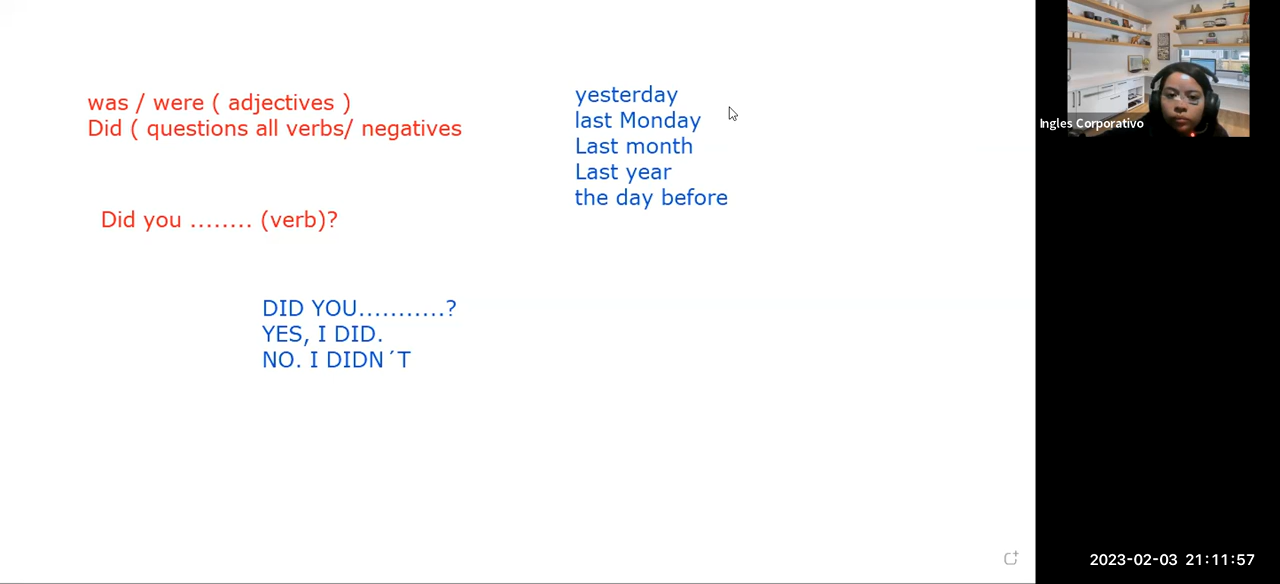 was / were ( adjectives )
Did ( questions all verbs/ negatives
Did you ........ (verb)?
DID YOU...........?
YES, I DID.
NO. I DIDN´T
yesterday
last Monday
Last month
Last year
the day before
Ingles Corporativo
2023-02-03 21:11:57